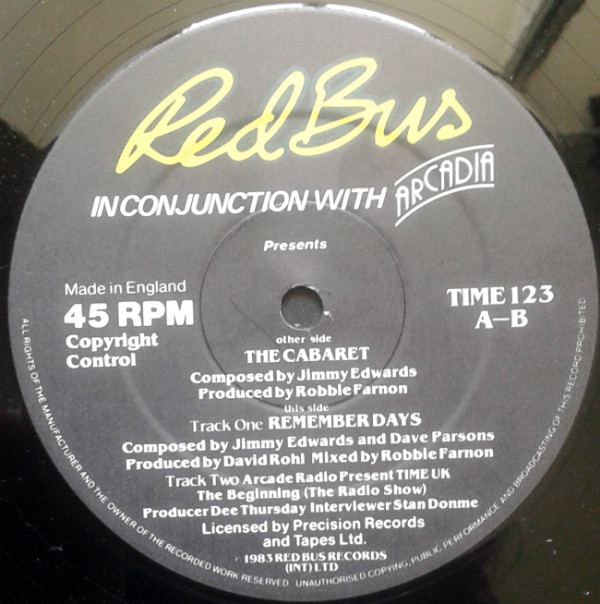 Red Bus
IN CONJUNCTION WITH ARCADIA
Presents
Made in England
45 RPM
Copyright
Control
TIME 123
A–B
other side
THE CABARET
Composed by Jimmy Edwards
Produced by Robbie Farnon
this side
Track One REMEMBER DAYS
Composed by Jimmy Edwards and Dave Parsons
Produced by David Rohl Mixed by Robbie Farnon
Track Two Arcade Radio Present TIME UK
The Beginning (The Radio Show)
Producer Dee Thursday Interviewer Stan Donme
Licensed by Precision Records
and Tapes Ltd.
1983 RED BUS RECORDS
(INT) LTD
ALL RIGHTS OF THE MANUFACTURER AND THE OWNER OF THE RECORDED WORK RESERVED UNAUTHORISED COPYING, PUBLIC PERFORMANCE AND BROADCASTING OF THIS RECORD PROHIBITED